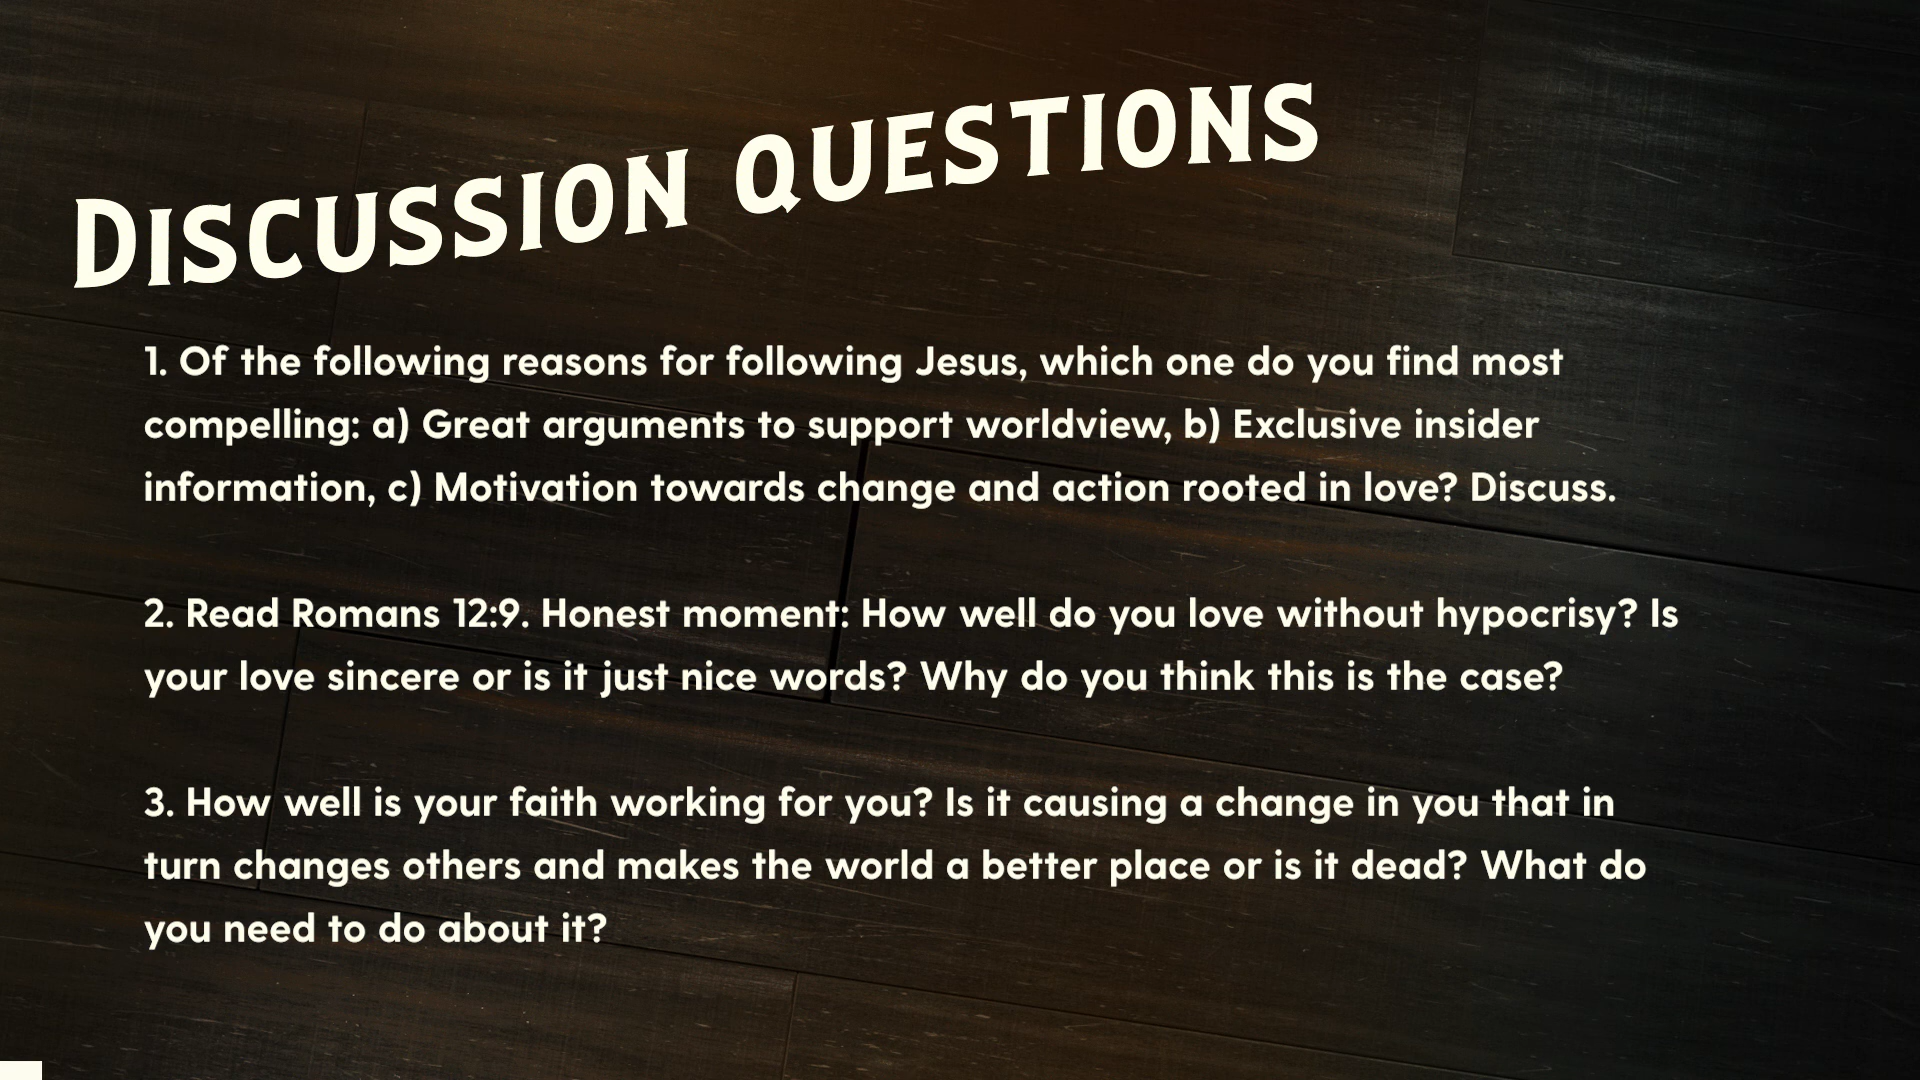 DISCUSSION QUESTIONS
1. Of the following reasons for following Jesus, which one do you find most
compelling: a) Great arguments to support worldview, b) Exclusive insider
information, c) Motivation towards change and action rooted in love? Discuss.
2. Read Romans 12:9. Honest moment: How well do you love without hypocrisy? Is
your love sincere or is it just nice words? Why do you think this is the case?
3. How well is your faith working for you? Is it causing a change in you that in
turn changes others and makes the world a better place or is it dead? What do
you need to do about it?